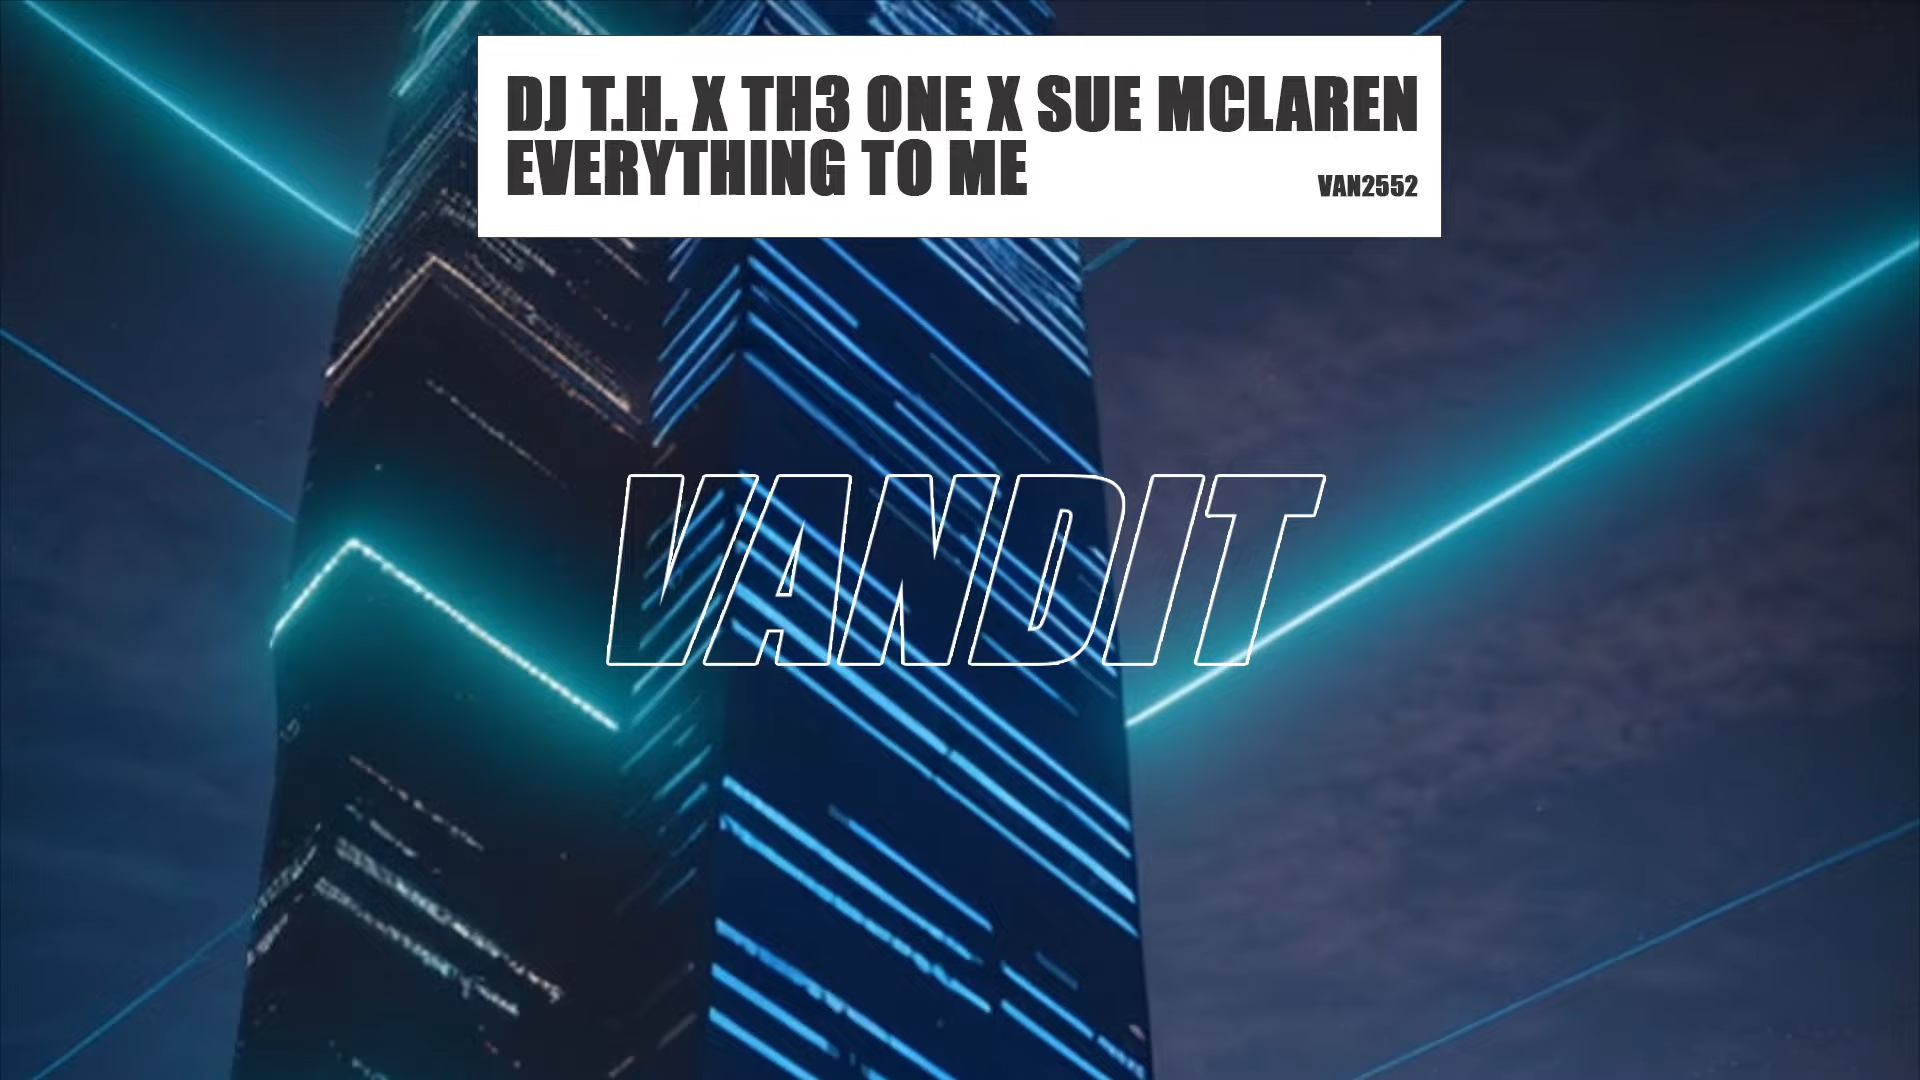 DJ T.H. X TH3 ONE X SUE MCLAREN
EVERYTHING TO ME
VAN2552
VANDIT